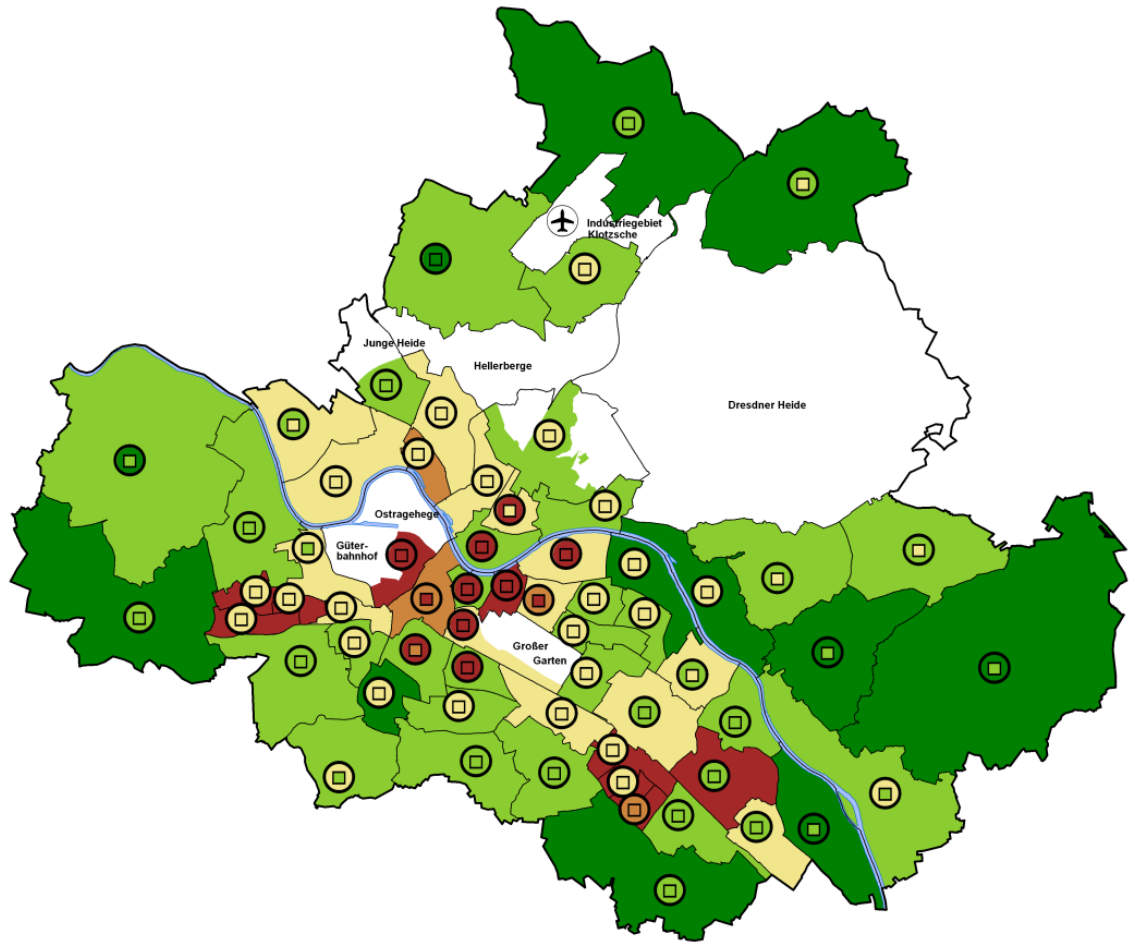 Industriegebiet
Klotzsche
Junge Heide
Hellerberge
Dresdner Heide
Ostragehege
Güter-
bahnhof
Großer
Garten